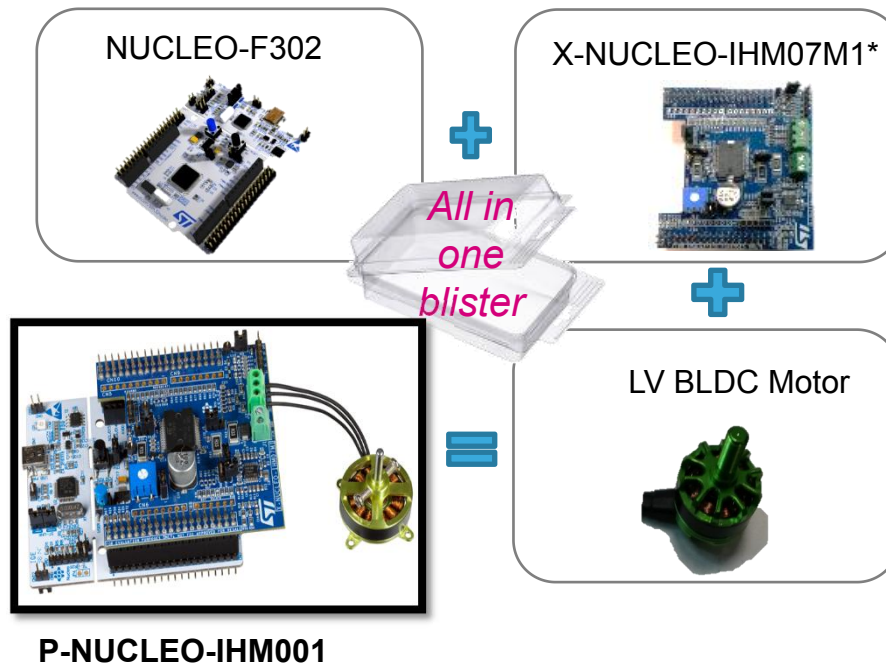 NUCLEO-F302
X-NUCLEO-IHM07M1*
All in
one
blister
LV BLDC Motor
P-NUCLEO-IHM001